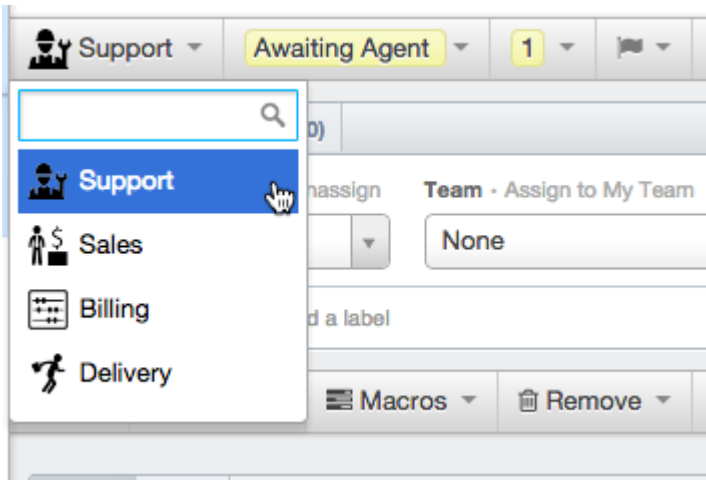 Support Awaiting Agent 1
0)
Support
nassign Team · Assign to My Team
Sales
None
Billing
d a label
Delivery
Macros Remove